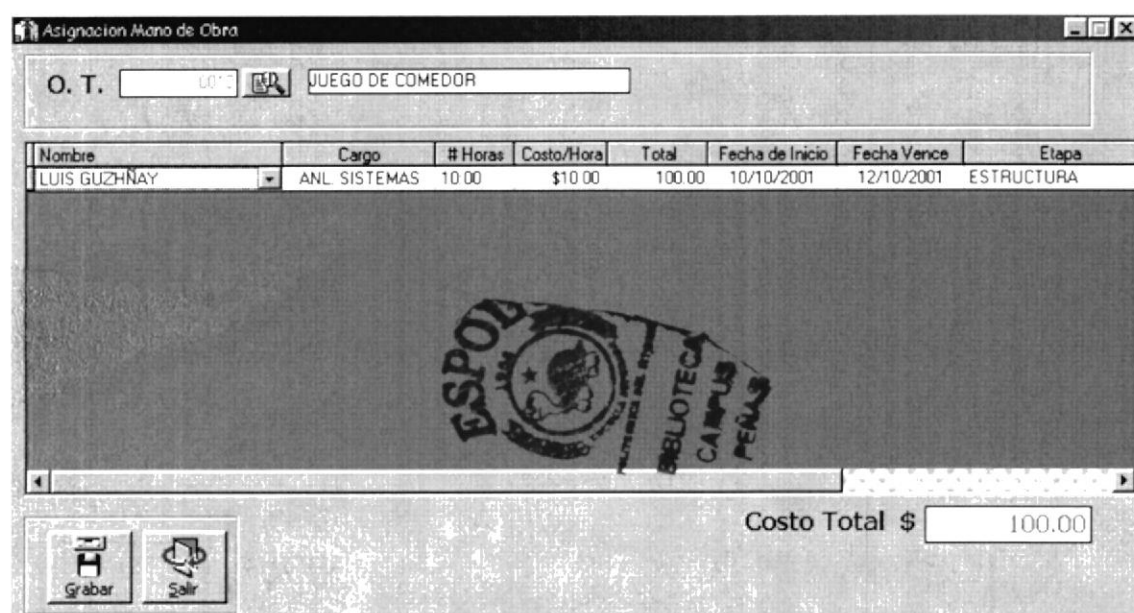 Asignacion Mano de Obra
O. T. JUEGO DE COMEDOR
Nombre Cargo # Horas Costo/Hora Total Fecha de Inicio Fecha Vence Etapa
LUIS GUZHÑAY ANL. SISTEMAS 10.00 $10.00 100.00 10/10/2001 12/10/2001 ESTRUCTURA
ESPOL
BIBLIOTECA
CAMPUS
PEÑAS
Costo Total $ 100.00
Grabar Salir